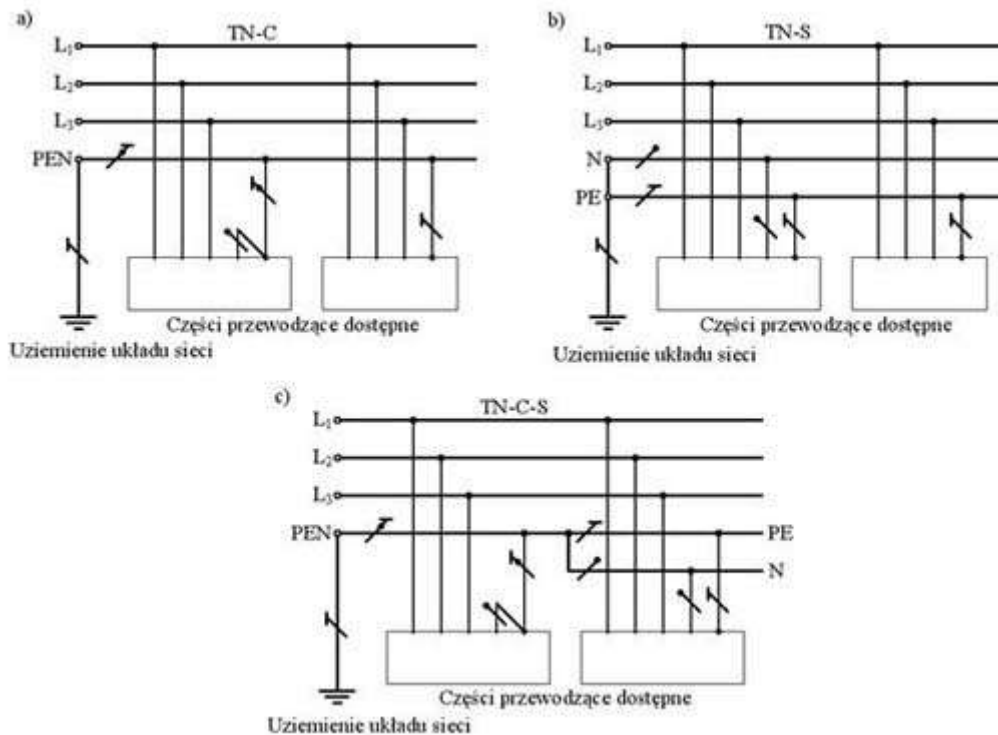 a)
TN-C
L₁
L₂
L₃
PEN
Części przewodzące dostępne
Uziemienie układu sieci
b)
TN-S
L₁
L₂
L₃
N
PE
Części przewodzące dostępne
Uziemienie układu sieci
c)
TN-C-S
L₁
L₂
L₃
PEN
PE
N
Części przewodzące dostępne
Uziemienie układu sieci